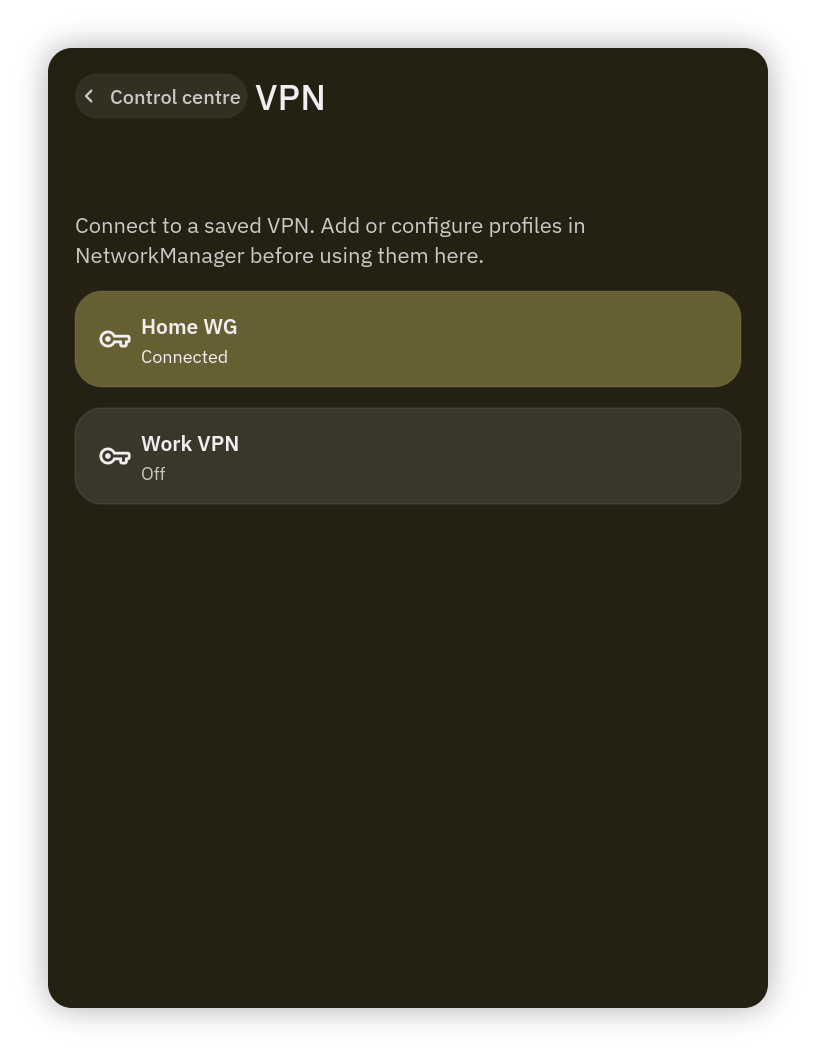 Control centre VPN
Connect to a saved VPN. Add or configure profiles in
NetworkManager before using them here.
Home WG
Connected
Work VPN
Off